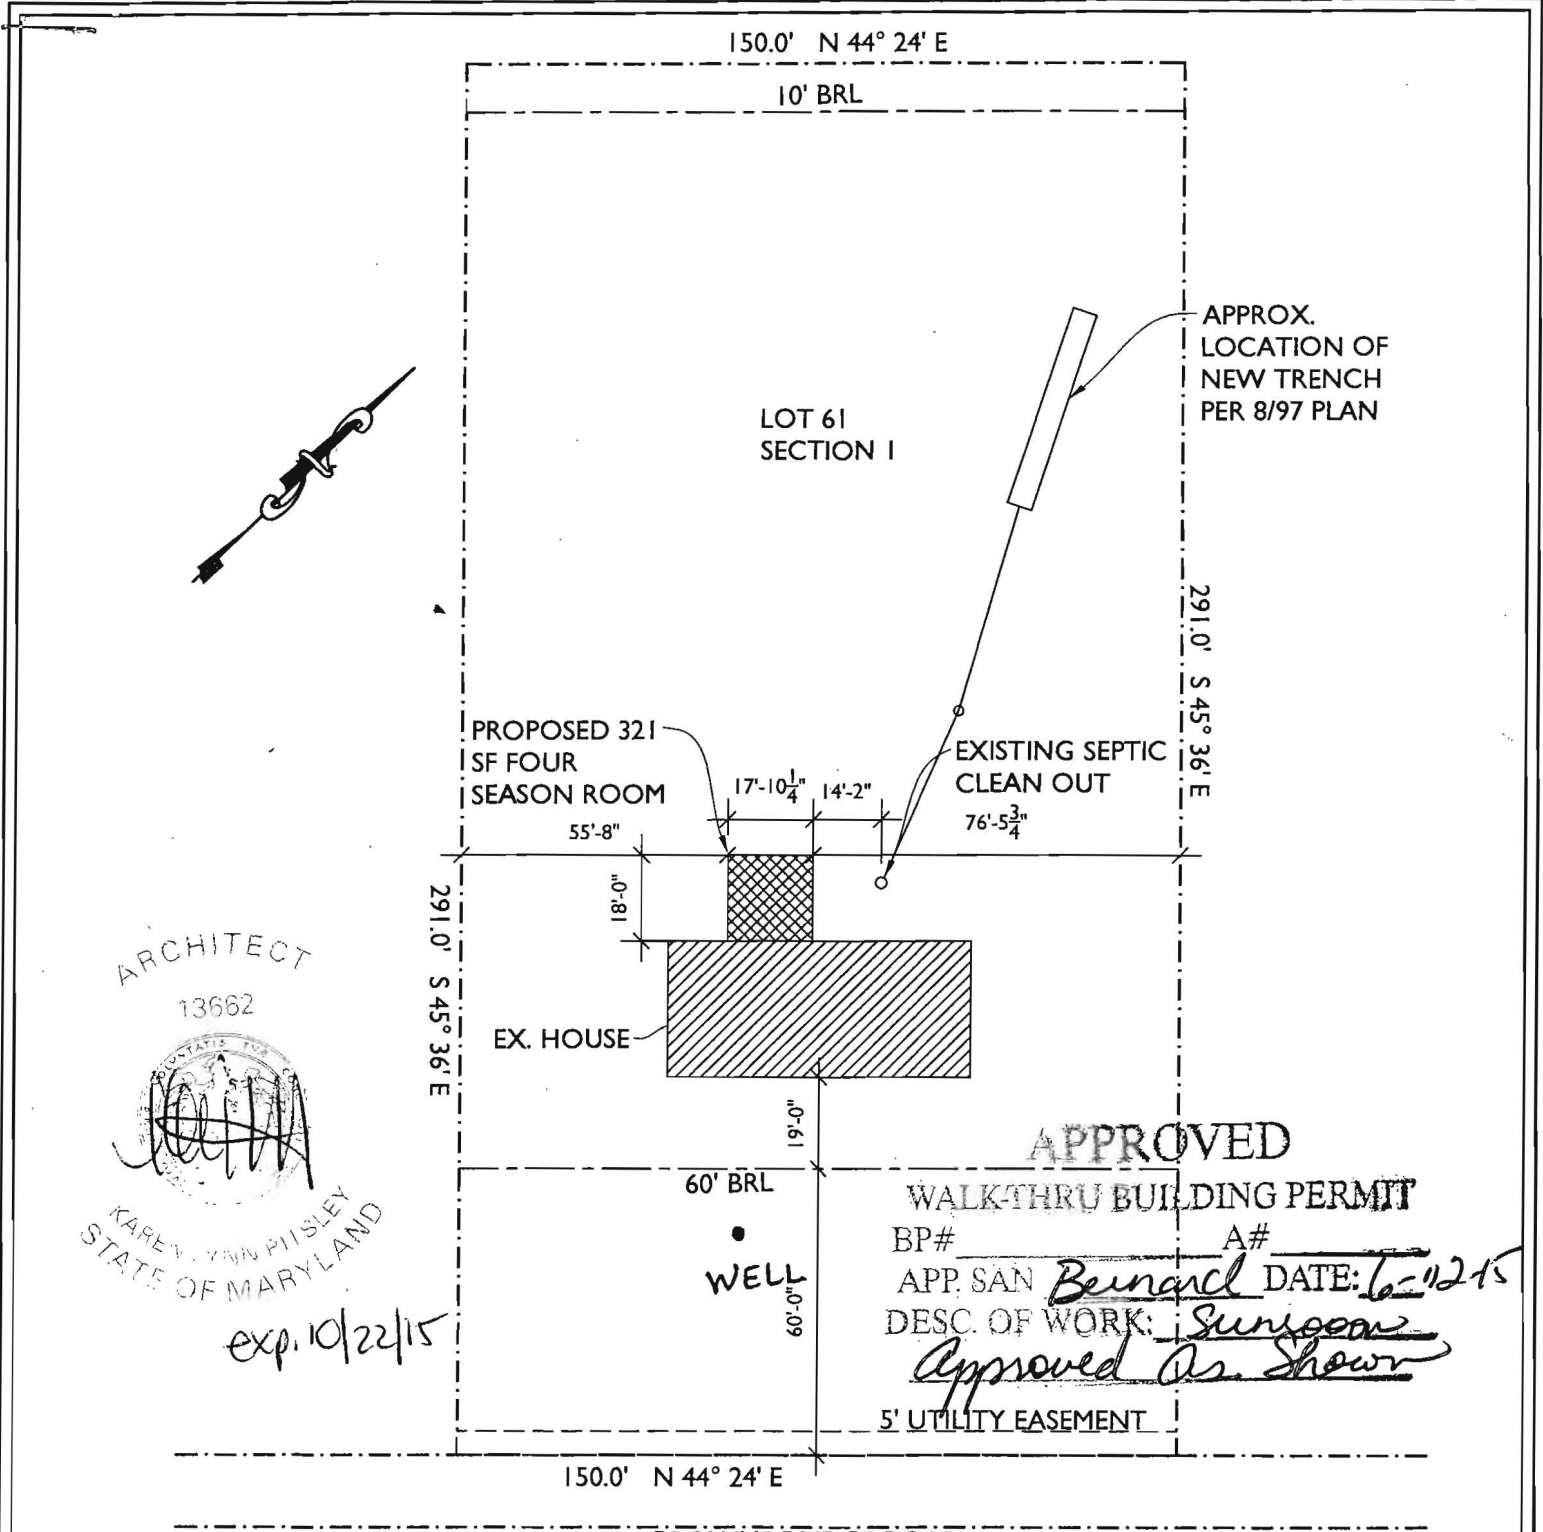 150.0' N 44° 24' E
10' BRL
APPROX.
LOCATION OF
NEW TRENCH
PER 8/97 PLAN
LOT 61
SECTION 1
291.0' S 45° 36' E
PROPOSED 321
SF FOUR
SEASON ROOM
EXISTING SEPTIC
CLEAN OUT
17'-10 1/4"
14'-2"
76'-5 3/4"
55'-8"
18'-0"
291.0' S 45° 36' E
EX. HOUSE
ARCHITECT
13662
STATE OF MARYLAND
exp. 10/22/15
19'-0"
60' BRL
WELL
60'-0"
APPROVED
WALK-THRU BUILDING PERMIT
BP# A#
APP. SAN DATE:
DESC. OF WORK: Sunroom
Approved As Shown
5' UTILITY EASEMENT
150.0' N 44° 24' E